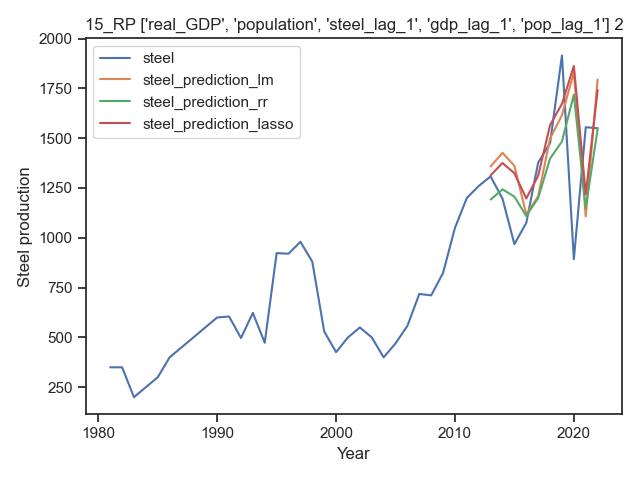 15_RP ['real_GDP', 'population', 'steel_lag_1', 'gdp_lag_1', 'pop_lag_1'] 2
2000
1750
1500
1250
1000
750
500
250
Steel production
steel
steel_prediction_lm
steel_prediction_rr
steel_prediction_lasso
1980
1990
2000
2010
2020
Year